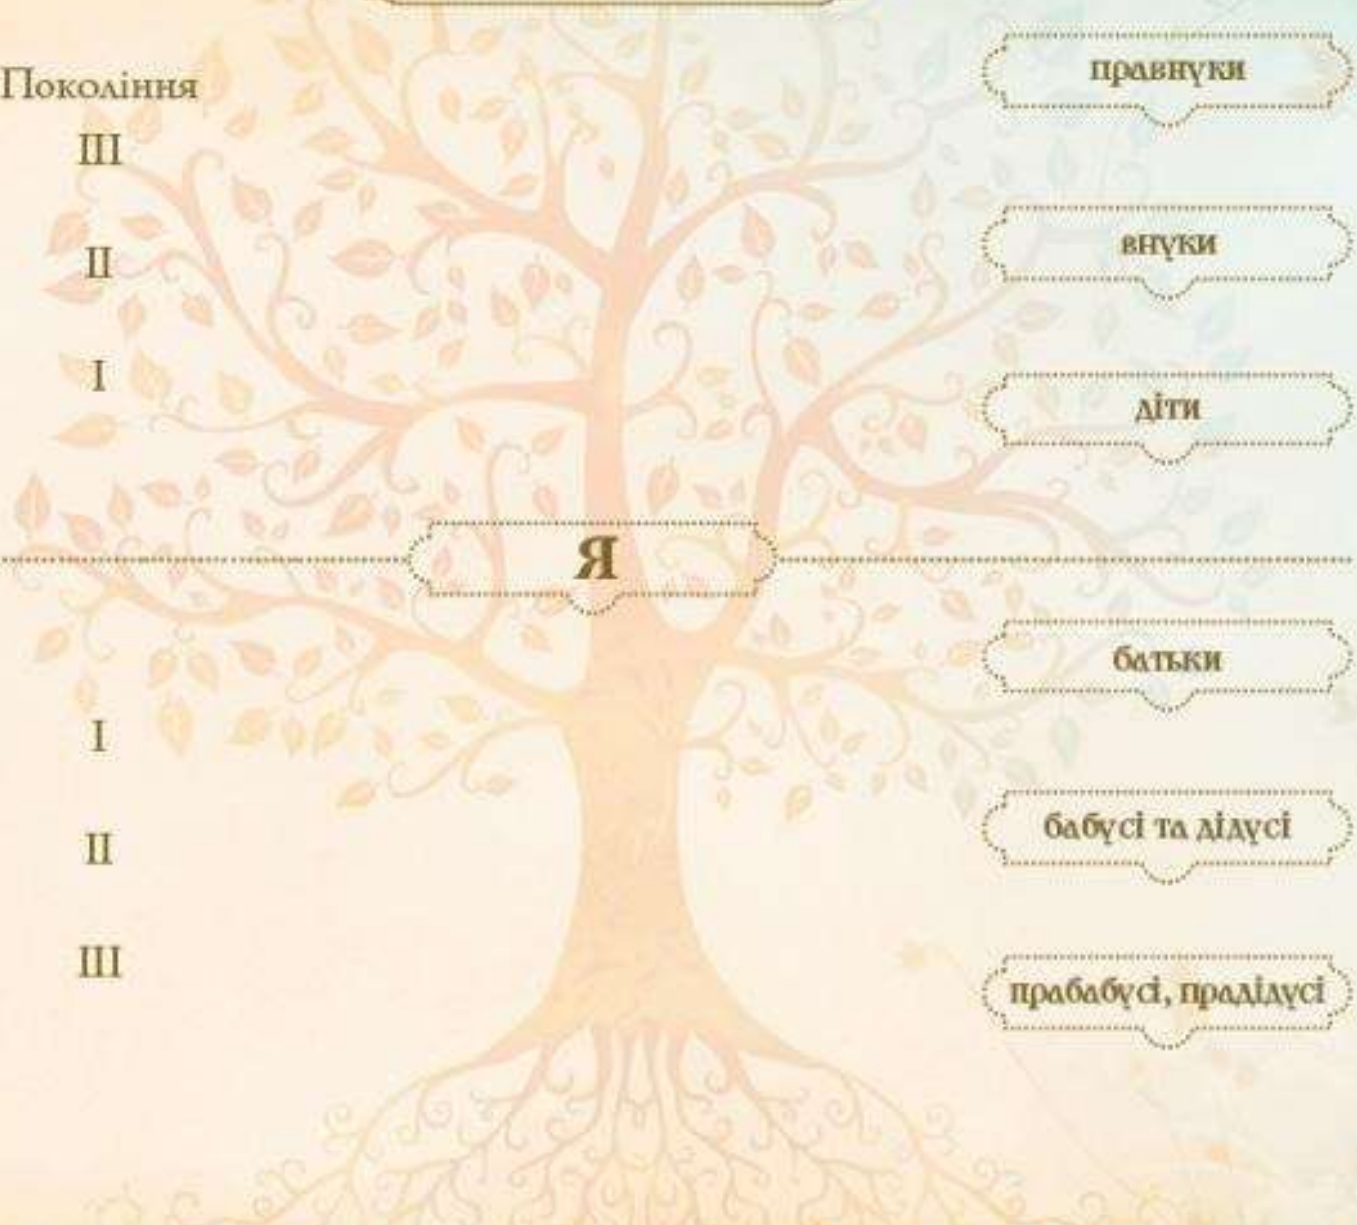 Покоління
правнуки
III
II
внуки
I
діти
Я
батьки
I
II
бабусі та дідусі
III
прабабусі, прадідусі